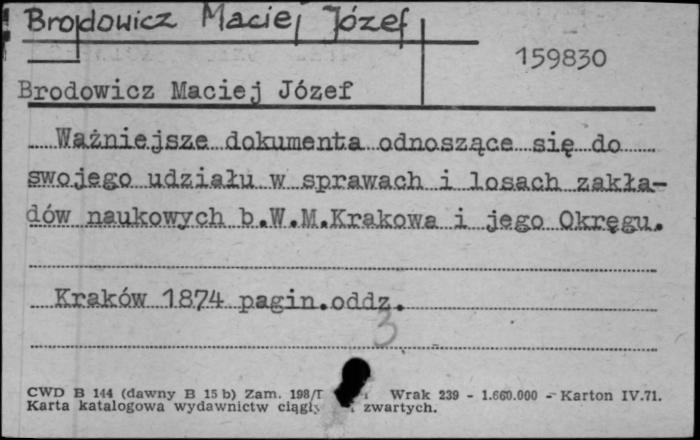 Brodowicz Maciej Józef
159830
Brodowicz Maciej Józef
Ważniejsze dokumenta odnoszące się do
swojego udziału w sprawach i losach zakła-
dów naukowych b.W.M.Krakowa i jego Okręgu.
Kraków 1874 pagin.oddz.
3
CWD B 144 (dawny B 15 b) Zam. 198/ Wrak 239 - 1.660.000 - Karton IV.71.
Karta katalogowa wydawnictw zwartych.